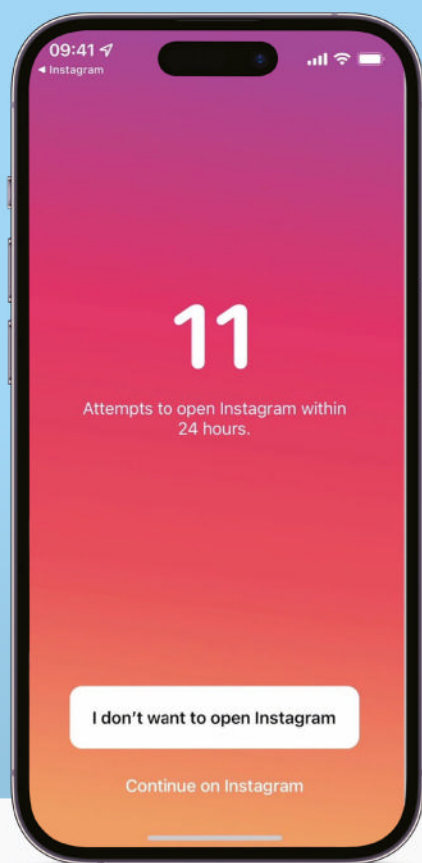 09:41
◀ Instagram
11
Attempts to open Instagram within
24 hours.
I don't want to open Instagram
Continue on Instagram